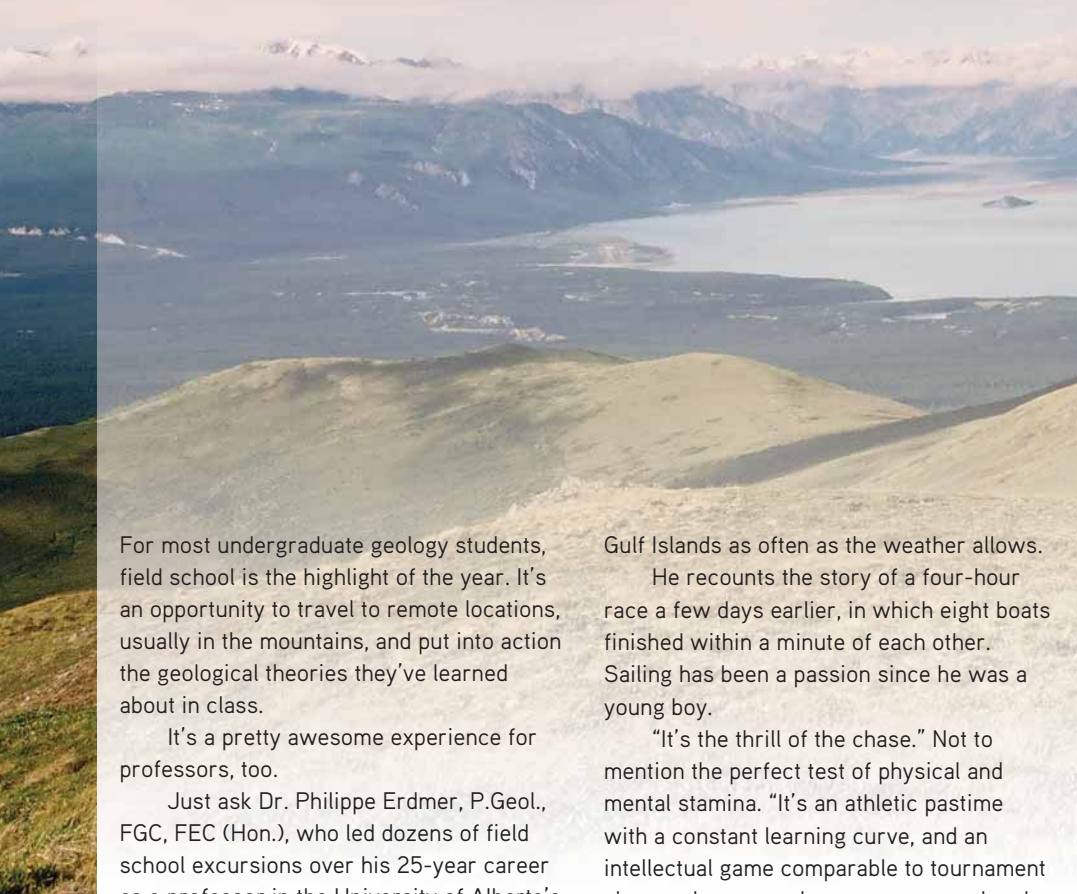 For most undergraduate geology students,
field school is the highlight of the year. It’s
an opportunity to travel to remote locations,
usually in the mountains, and put into action
the geological theories they’ve learned
about in class.
It’s a pretty awesome experience for
professors, too.
Just ask Dr. Philippe Erdmer, P.Geol.,
FGC, FEC (Hon.), who led dozens of field
school excursions over his 25-year career
as a professor in the University of Alberta’s
Gulf Islands as often as the weather allows.
He recounts the story of a four-hour
race a few days earlier, in which eight boats
finished within a minute of each other.
Sailing has been a passion since he was a
young boy.
“It’s the thrill of the chase.” Not to
mention the perfect test of physical and
mental stamina. “It’s an athletic pastime
with a constant learning curve, and an
intellectual game comparable to tournament